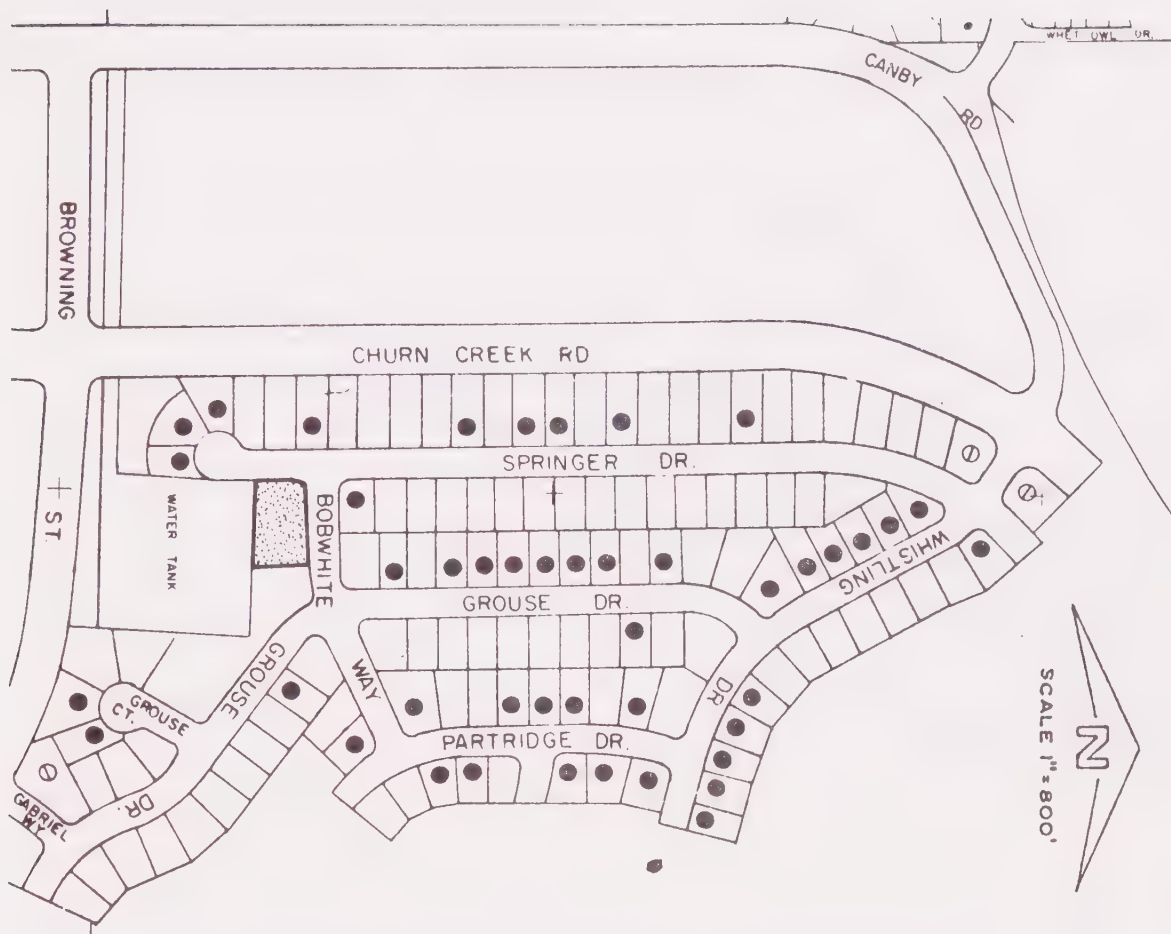 WHET OWL DR.
CANBY
RD
BROWNING
CHURN CREEK RD
SPRINGER DR.
ST.
WATER TANK
BOBWHITE
WHISTLING
GROUSE DR.
GROUSE
WAY
DR
GROUSE
CT.
PARTRIDGE DR.
N
SCALE 1"=800'
DR.
GABRIEL
WY